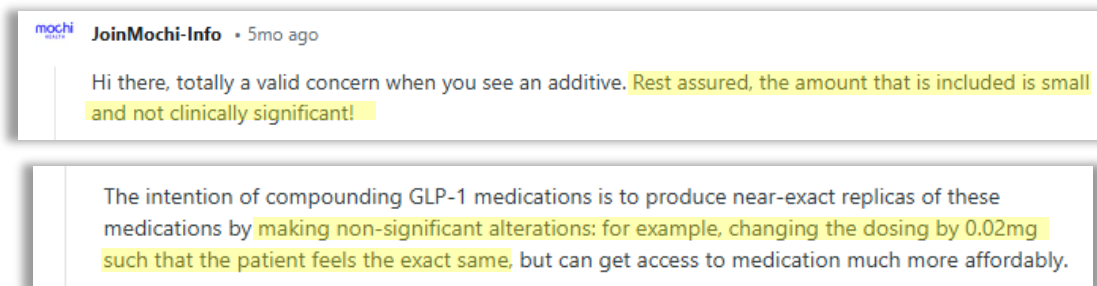 mochi
HEALTH
JoinMochi-Info • 5mo ago
Hi there, totally a valid concern when you see an additive. Rest assured, the amount that is included is small
and not clinically significant!
The intention of compounding GLP-1 medications is to produce near-exact replicas of these
medications by making non-significant alterations: for example, changing the dosing by 0.02mg
such that the patient feels the exact same, but can get access to medication much more affordably.